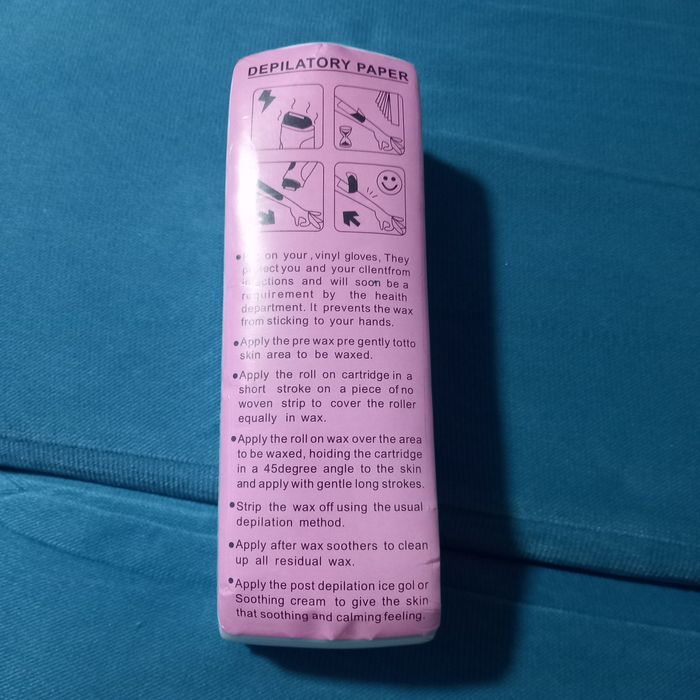 DEPILATORY PAPER
on your ,vinyl gloves, They
you and your cllentfrom
and will soon be a
requirement by the heaith
department. It prevents the wax
from sticking to your hands.
Apply the pre wax pre gently totto
skin area to be waxed.
Apply the roll on cartridge in a
short stroke on a piece of no
woven strip to cover the roller
equally in wax.
Apply the roll on wax over the area
to be waxed, hoiding the cartridge
in a 45degree angle to the skin
and apply with gentle long strokes.
Strip the wax off using the usual
depilation method.
Apply after wax soothers to clean
up all residual wax.
Apply the post depilation ice gol or
Soothing cream to give the skin
that soothing and calming feeling.